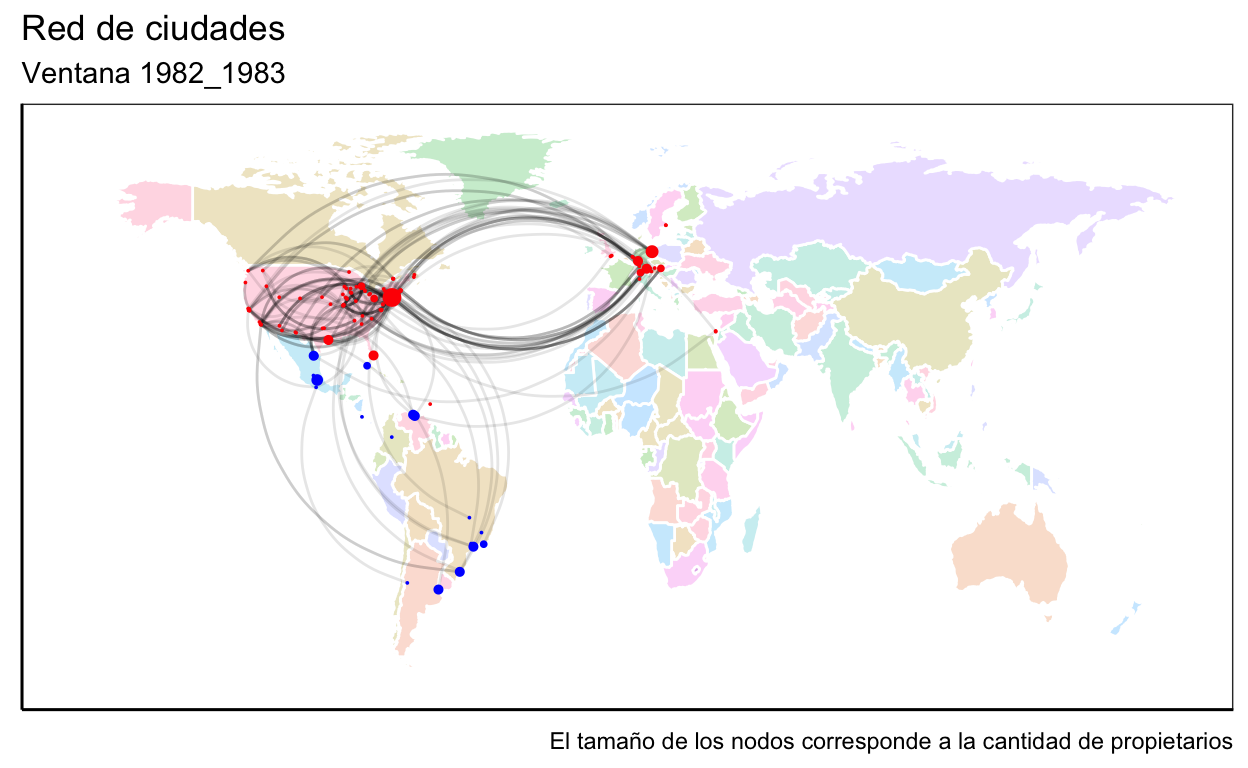 Red de ciudades
Ventana 1982_1983
El tamaño de los nodos corresponde a la cantidad de propietarios